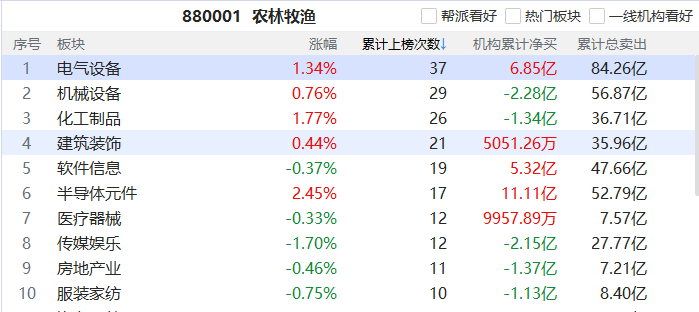 880001 农林牧渔 帮派看好 热门板块 一线机构看好
序号 板块 涨幅 累计上榜次数↓ 机构累计净买 累计总卖出
1 电气设备 1.34% 37 6.85亿 84.26亿
2 机械设备 0.76% 29 -2.28亿 56.87亿
3 化工制品 1.77% 26 -1.34亿 36.71亿
4 建筑装饰 0.44% 21 5051.26万 35.96亿
5 软件信息 -0.37% 19 5.32亿 47.66亿
6 半导体元件 2.45% 17 11.11亿 52.79亿
7 医疗器械 -0.33% 12 9957.89万 7.57亿
8 传媒娱乐 -1.70% 12 -2.15亿 27.77亿
9 房地产业 -0.46% 11 -1.37亿 7.21亿
10 服装家纺 -0.75% 10 -1.13亿 8.40亿